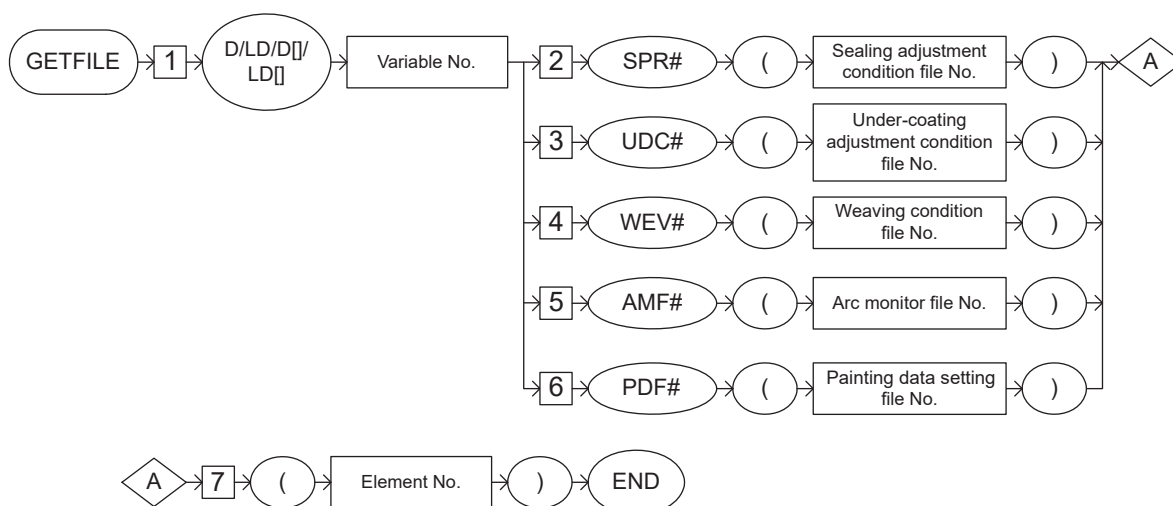 GETFILE 1 D/LD/D[]/ Variable No. 2 SPR# ( Sealing adjustment ) A
LD[] condition file No.
3 UDC# ( Under-coating )
adjustment condition
file No.
4 WEV# ( Weaving condition )
file No.
5 AMF# ( Arc monitor file No. )
6 PDF# ( Painting data setting )
file No.
A 7 ( Element No. ) END